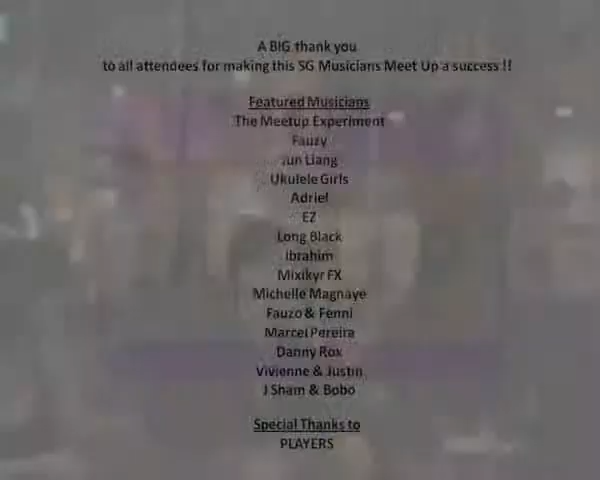 A BIG thank you
to all attendees for making this SG Musicians Meet Up a success !!
Featured Musicians
The Meetup Experiment
Fauzy
Jun Liang
Ukulele Girls
Adriel
EZ
Long Black
Ibrahim
Mixikyr FX
Michelle Magnaye
Fauzo & Fenni
Marcel Pereira
Danny Rox
Vivienne & Justin
J Sham & Bobo
Special Thanks to
PLAYERS